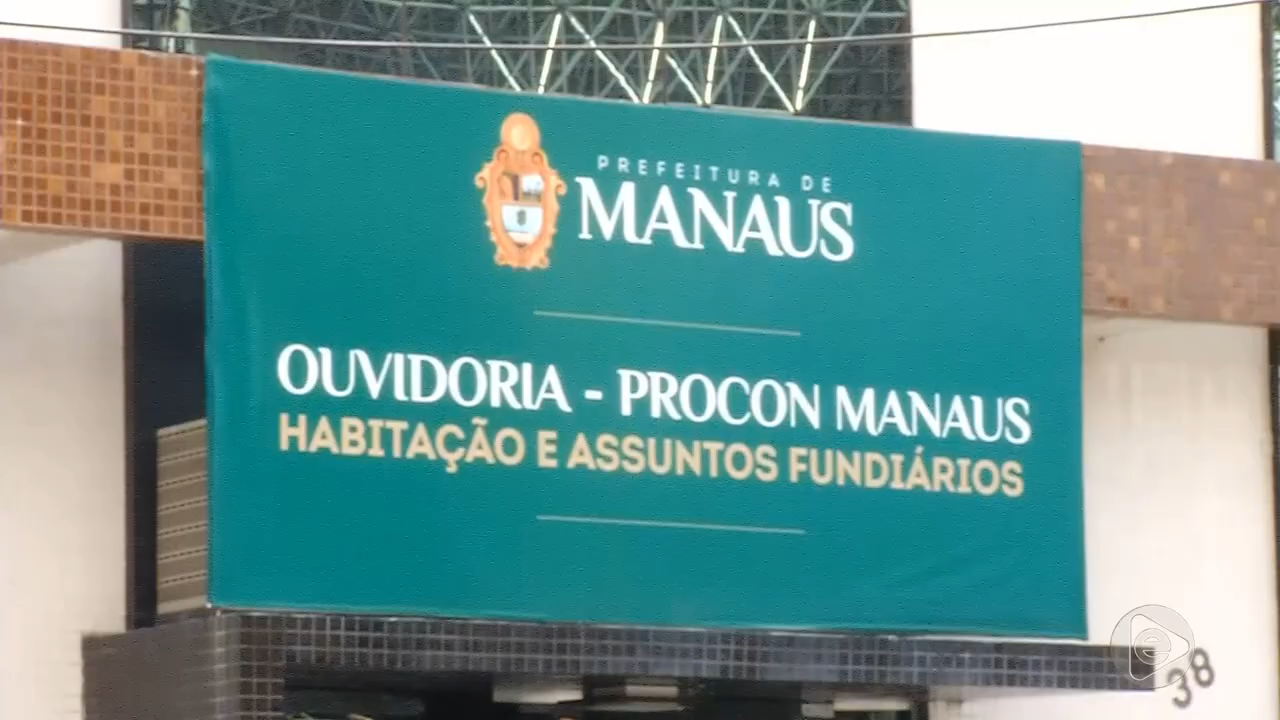 PREFEITURA DE
MANAUS
OUVIDORIA - PROCON MANAUS
HABITAÇÃO E ASSUNTOS FUNDIÁRIOS
e
38